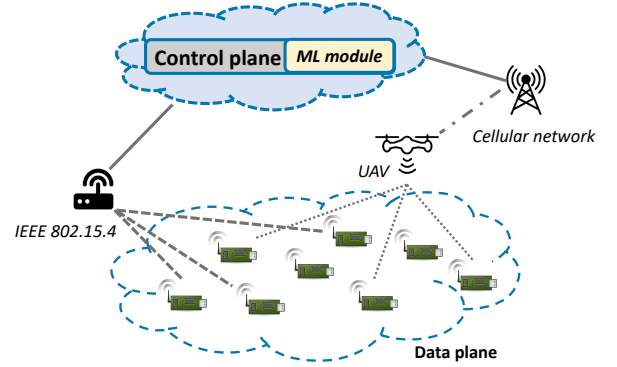 Control plane
ML module
Cellular network
UAV
IEEE 802.15.4
Data plane